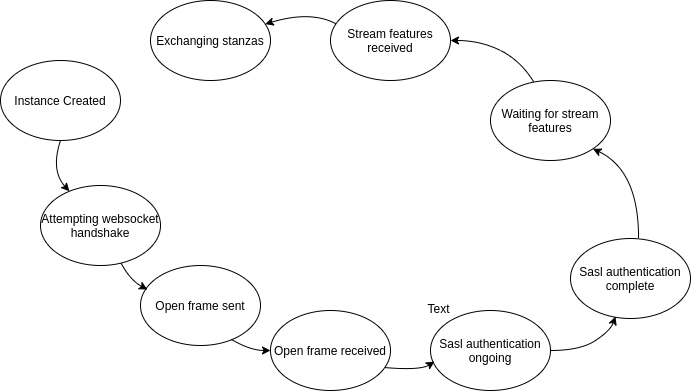 Exchanging stanzas
Stream features
received
Instance Created
Waiting for stream
features
Attempting websocket
handshake
Open frame sent
Sasl authentication
complete
Text
Open frame received
Sasl authentication
ongoing